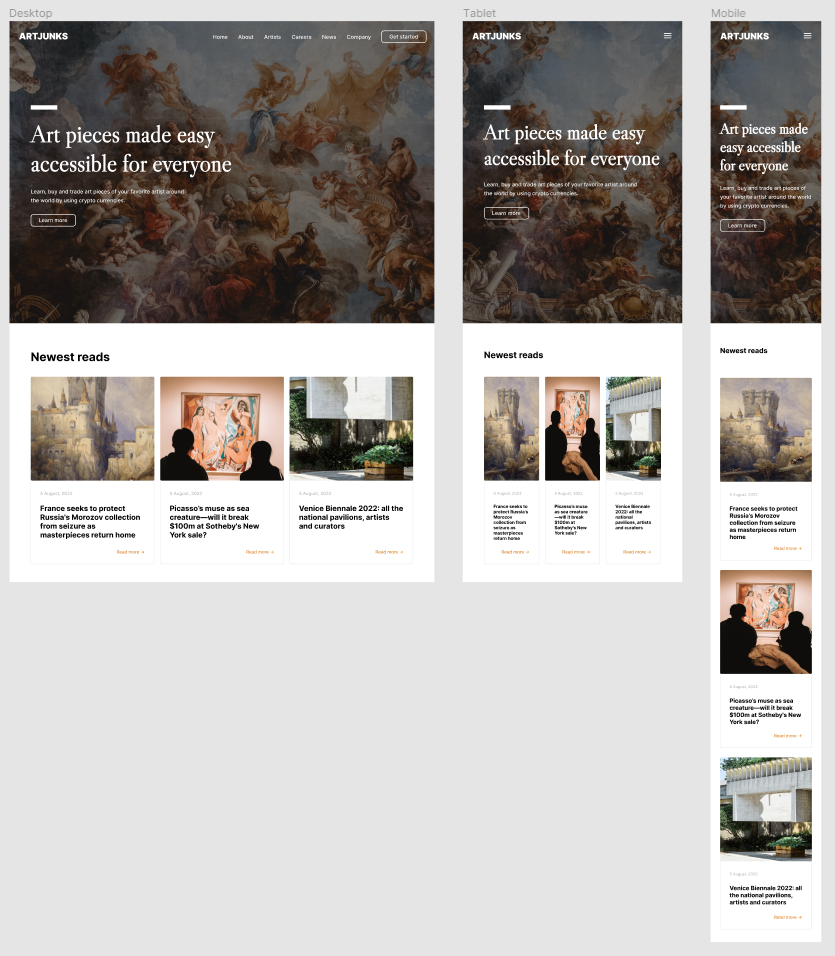 Desktop
ARTJUNKS
Home About Artists Careers News Company Get started
Art pieces made easy
accessible for everyone
Learn, buy and trade art pieces of your favorite artist around
the world by using crypto currencies.
Learn more
Newest reads
5 August, 2022
France seeks to protect
Russia's Morozov collection
from seizure as
masterpieces return home
Read more →
5 August, 2022
Picasso's muse as sea
creature—will it break
$100m at Sotheby's New
York sale?
Read more →
5 August, 2022
Venice Biennale 2022: all the
national pavilions, artists
and curators
Read more →
Tablet
ARTJUNKS
Art pieces made easy
accessible for everyone
Learn, buy and trade art pieces of your favorite artist around
the world by using crypto currencies.
Learn more
Newest reads
5 August, 2022
France seeks to
protect Russia's
Morozov
collection from
seizure as
masterpieces
return home
Read more →
5 August, 2022
Picasso's muse
as sea creature
—will it break
$100m at
Sotheby's New
York sale?
Read more →
5 August, 2022
Venice Biennale
2022: all the
national
pavilions, artists
and curators
Read more →
Mobile
ARTJUNKS
Art pieces made
easy accessible
for everyone
Learn, buy and trade art pieces of
your favorite artist around the world
by using crypto currencies.
Learn more
Newest reads
5 August, 2022
France seeks to protect
Russia's Morozov
collection from seizure
as masterpieces return
home
Read more →
5 August, 2022
Picasso's muse as sea
creature—will it break
$100m at Sotheby's New
York sale?
Read more →
5 August, 2022
Venice Biennale 2022: all
the national pavilions,
artists and curators
Read more →